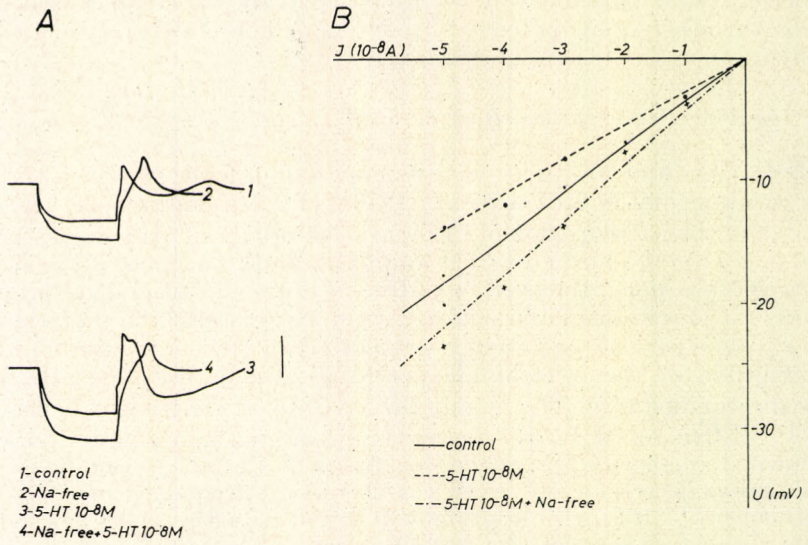 A
B
J (10-8A)
-5
-4
-3
-2
-1
-10
-20
-30
U (mV)
1
2
4
3
1-control
2-Na-free
3-5-HT 10-8M
4-Na-free+5-HT 10-8M
control
5-HT 10-8M
5-HT 10-8M + Na-free